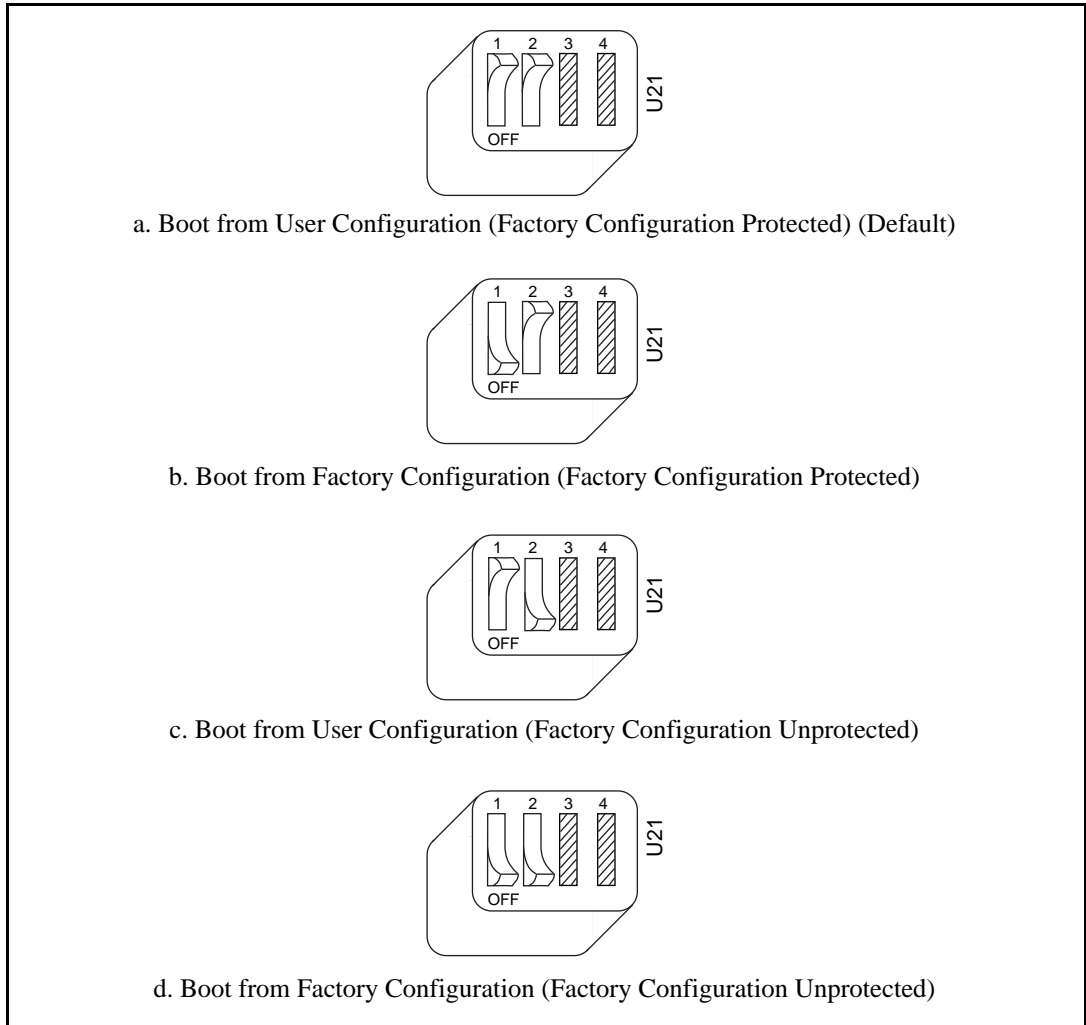 1 2 3 4
U21
OFF
a. Boot from User Configuration (Factory Configuration Protected) (Default)
1 2 3 4
U21
OFF
b. Boot from Factory Configuration (Factory Configuration Protected)
1 2 3 4
U21
OFF
c. Boot from User Configuration (Factory Configuration Unprotected)
1 2 3 4
U21
OFF
d. Boot from Factory Configuration (Factory Configuration Unprotected)